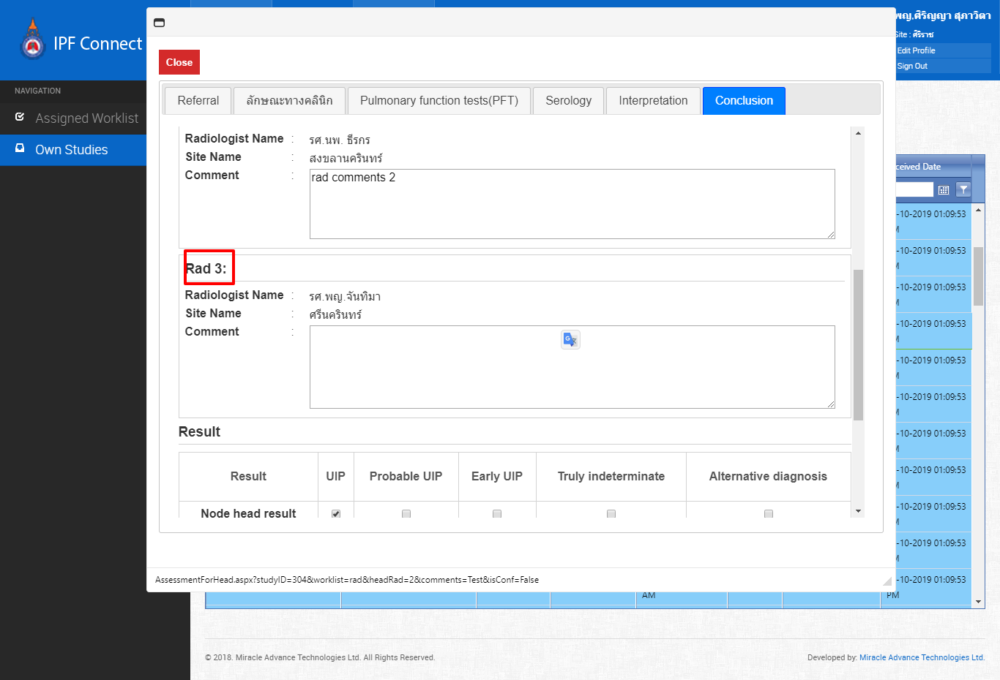 พญ.ศิริญญา สุภาวิตา
Site : ศิริราช
Edit Profile
Sign Out
IPF Connect
NAVIGATION
Assigned Worklist
Own Studies
Close
Referral
ลักษณะทางคลินิก
Pulmonary function tests(PFT)
Serology
Interpretation
Conclusion
Radiologist Name : รศ.นพ. ธีรกร
Site Name : สงขลานครินทร์
Comment : rad comments 2
Rad 3:
Radiologist Name : รศ.พญ.จันทิมา
Site Name : ศรีนครินทร์
Comment :
Result
Result UIP Probable UIP Early UIP Truly indeterminate Alternative diagnosis
Node head result
AssessmentForHead.aspx?studyID=304&worklist=rad&headRad=2&comments=Test&isConf=False
ceived Date
-10-2019 01:09:53
-10-2019 01:09:53
-10-2019 01:09:53
-10-2019 01:09:53
-10-2019 01:09:53
-10-2019 01:09:53
-10-2019 01:09:53
-10-2019 01:09:53
-10-2019 01:09:53
-10-2019 01:09:53
-10-2019 01:09:53
AM PM
© 2018. Miracle Advance Technologies Ltd. All Rights Reserved.
Developed by: Miracle Advance Technologies Ltd.